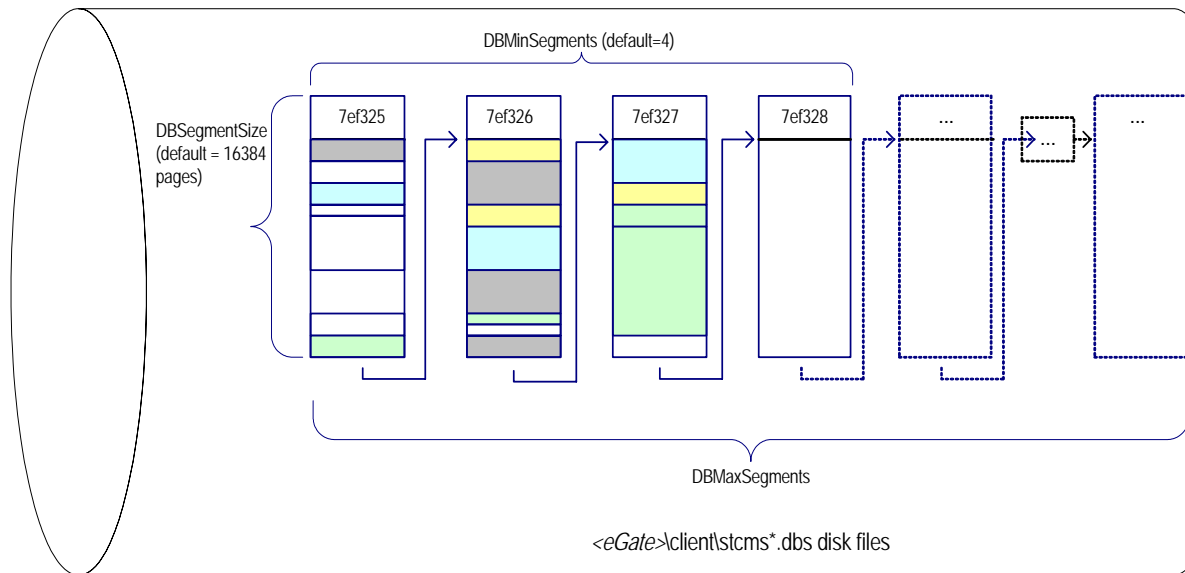 DBMinSegments (default=4)
DBSegmentSize
(default = 16384
pages)
7ef325
7ef326
7ef327
7ef328
...
...
...
DBMaxSegments
<eGate>\client\stcms*.dbs disk files